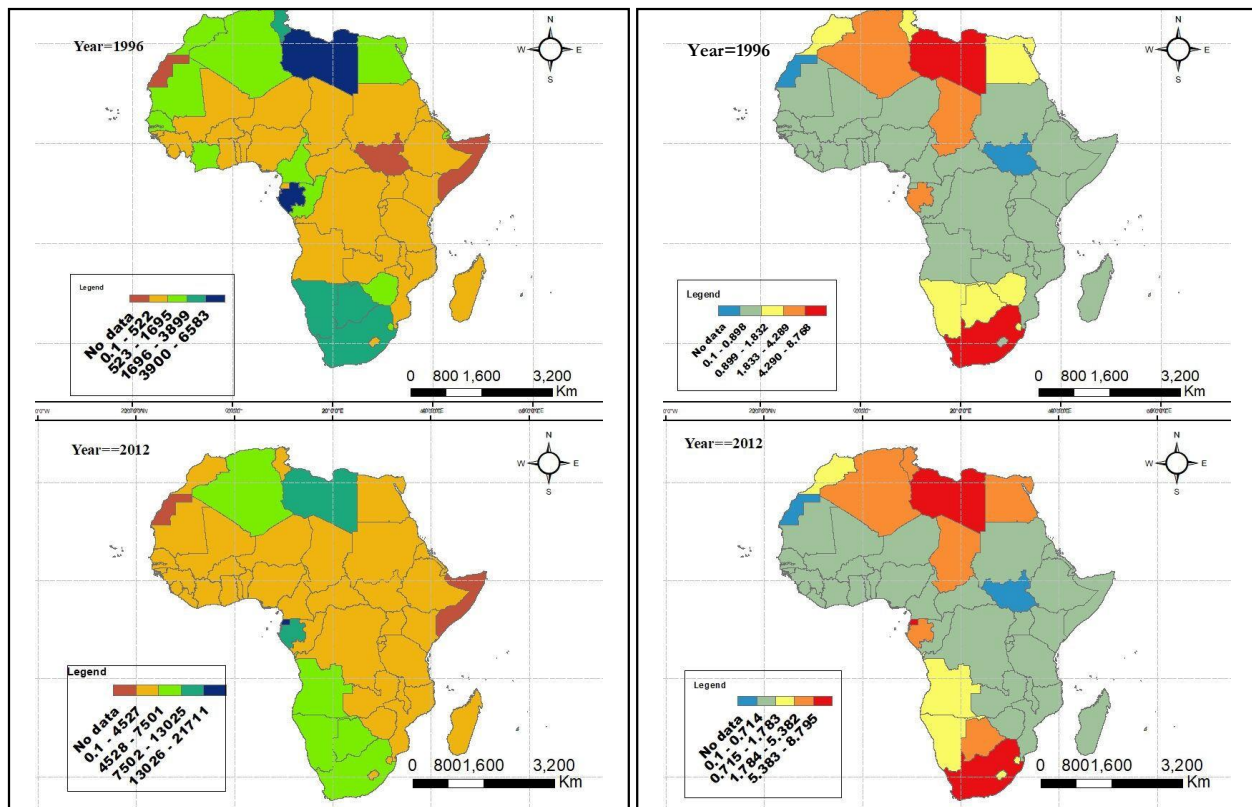 Year=1996
N
W E
S
Legend
No data
0.1 - 522
523 - 1695
1696 - 3899
3900 - 6583
0 800 1,600 3,200
Km
Year=1996
N
W E
S
Legend
No data
0.1 - 0.898
0.899 - 1.832
1.833 - 4.289
4.290 - 8.768
0 800 1,600 3,200
Km
Year==2012
N
W E
S
Legend
No data
0.1 - 4527
4528 - 7501
7502 - 13025
13026 - 21711
0 800 1,600 3,200
Km
Year==2012
N
W E
S
Legend
No data
0.1 - 0.714
0.715 - 1.783
1.784 - 5.382
5.383 - 8.795
0 800 1,600 3,200
Km